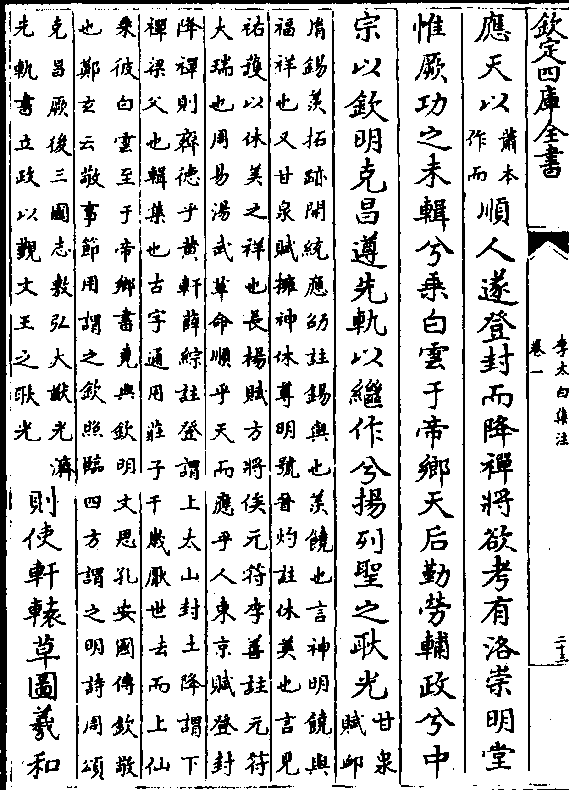 欽定四庫全書
李太白集注
卷一
二十三
應天以蕭本作而順人遂登封而降禪將欲考有洛崇明堂
惟厥功之未輯兮乗白雲于帝鄉天后勤勞輔政兮中
宗以欽明克昌遵先軌以繼作兮揚列聖之耿光甘泉賦䘏
𦙍錫羨拓跡開統應劭註錫與也羨饒也言神明饒與
福祥也又甘泉賦擁神休尊明號晉灼註休美也言見
祐護以休美之祥也長楊賦方將俟元符李善註元符
大瑞也周易湯武革命順乎天而應乎人東京賦登封
降禪則齊德乎黄軒薛綜註登謂上太山封土降謂下
禪梁父也輯集也古字通用莊子千嵗厭世去而上仙
乗彼白雲至于帝鄉書堯典欽明文思孔安國傳欽敬
也鄭玄云敬事節用謂之欽照臨四方謂之明詩周頌
克昌厥後三國志敷弘大猷光濟
先軌書立政以觀文王之耿光則使軒轅草圖羲和